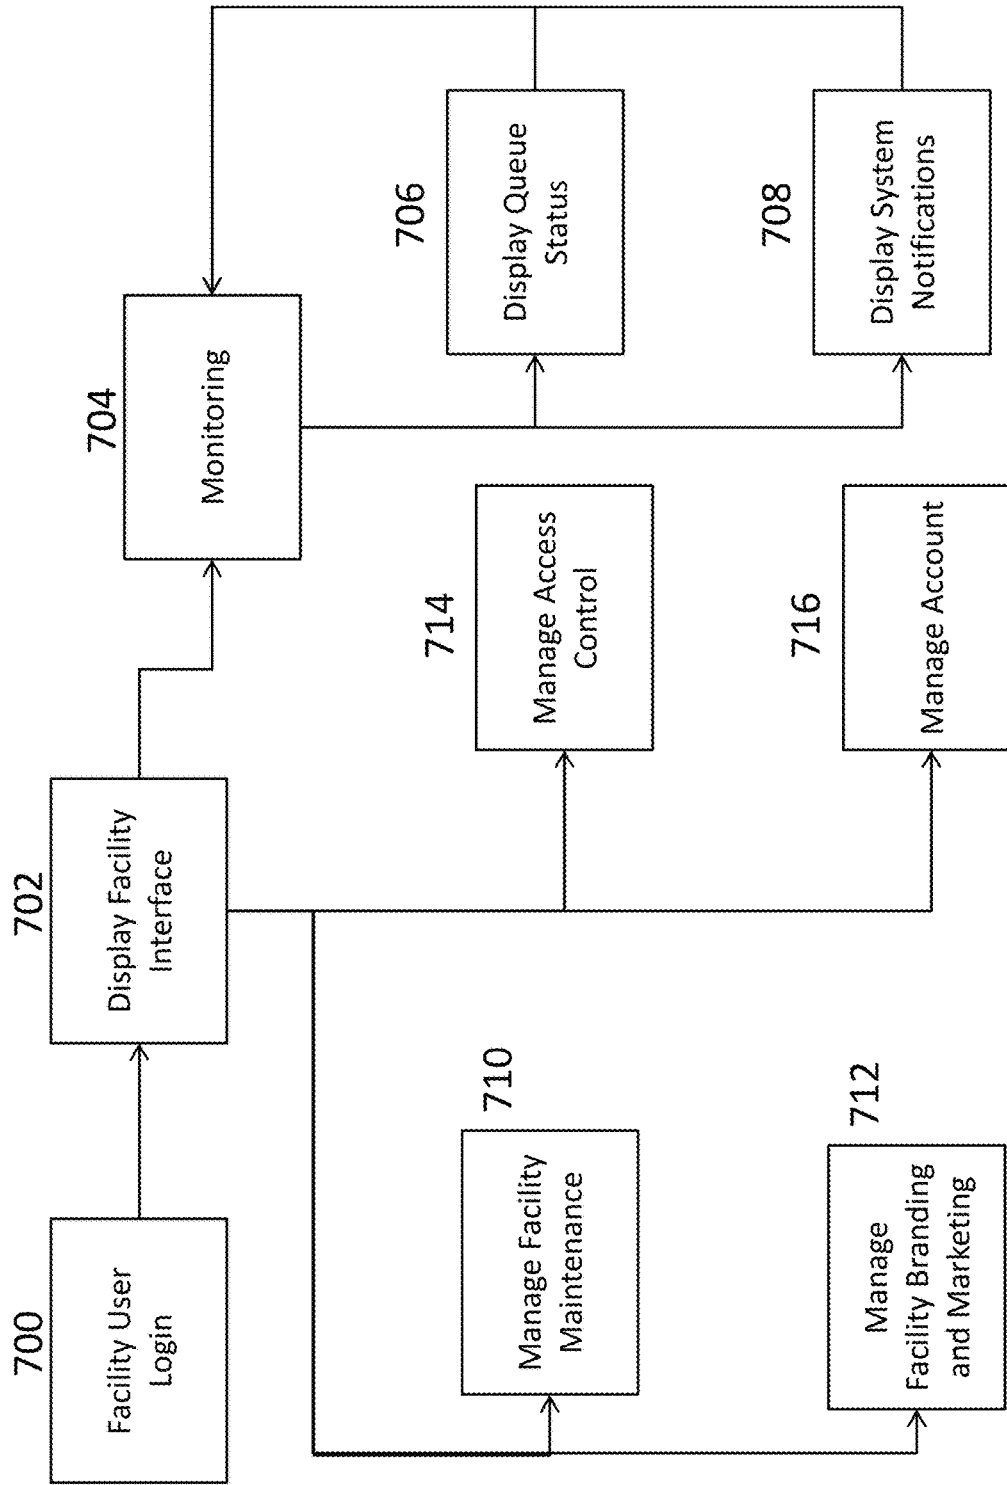 700
Facility User
Login
702
Display Facility
Interface
704
Monitoring
706
Display Queue
Status
708
Display System
Notifications
710
Manage Facility
Maintenance
712
Manage
Facility Branding
and Marketing
714
Manage Access
Control
716
Manage Account